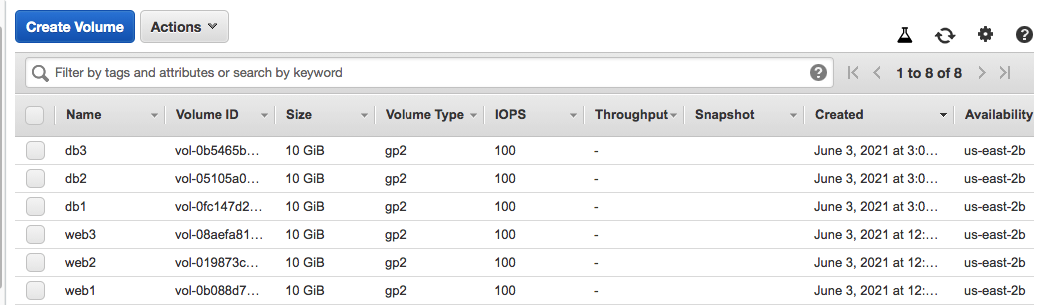 Create Volume Actions
Filter by tags and attributes or search by keyword 1 to 8 of 8
Name Volume ID Size Volume Type IOPS Throughput Snapshot Created Availability
db3 vol-0b5465b... 10 GiB gp2 100 - June 3, 2021 at 3:0... us-east-2b
db2 vol-05105a0... 10 GiB gp2 100 - June 3, 2021 at 3:0... us-east-2b
db1 vol-0fc147d2... 10 GiB gp2 100 - June 3, 2021 at 3:0... us-east-2b
web3 vol-08aefa81... 10 GiB gp2 100 - June 3, 2021 at 12:... us-east-2b
web2 vol-019873c... 10 GiB gp2 100 - June 3, 2021 at 12:... us-east-2b
web1 vol-0b088d7... 10 GiB gp2 100 - June 3, 2021 at 12:... us-east-2b